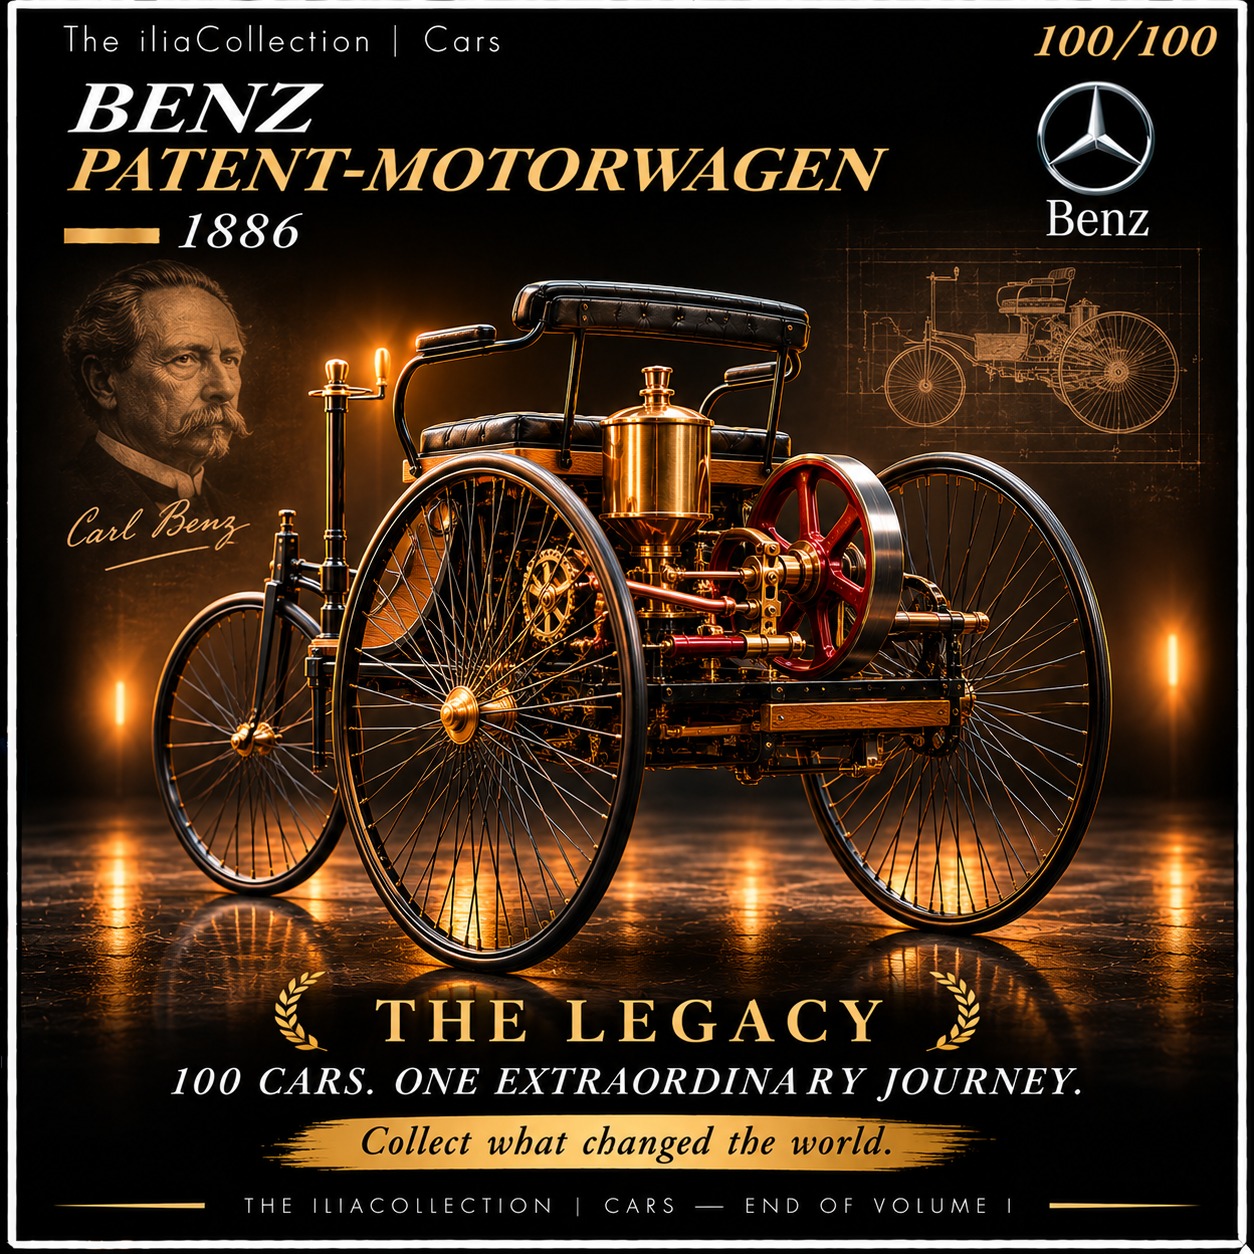 The iliaCollection | Cars
100/100
BENZ
PATENT-MOTORWAGEN
1886
Benz
Carl Benz
THE LEGACY
100 CARS. ONE EXTRAORDINARY JOURNEY.
Collect what changed the world.
THE ILIACOLLECTION | CARS — END OF VOLUME I